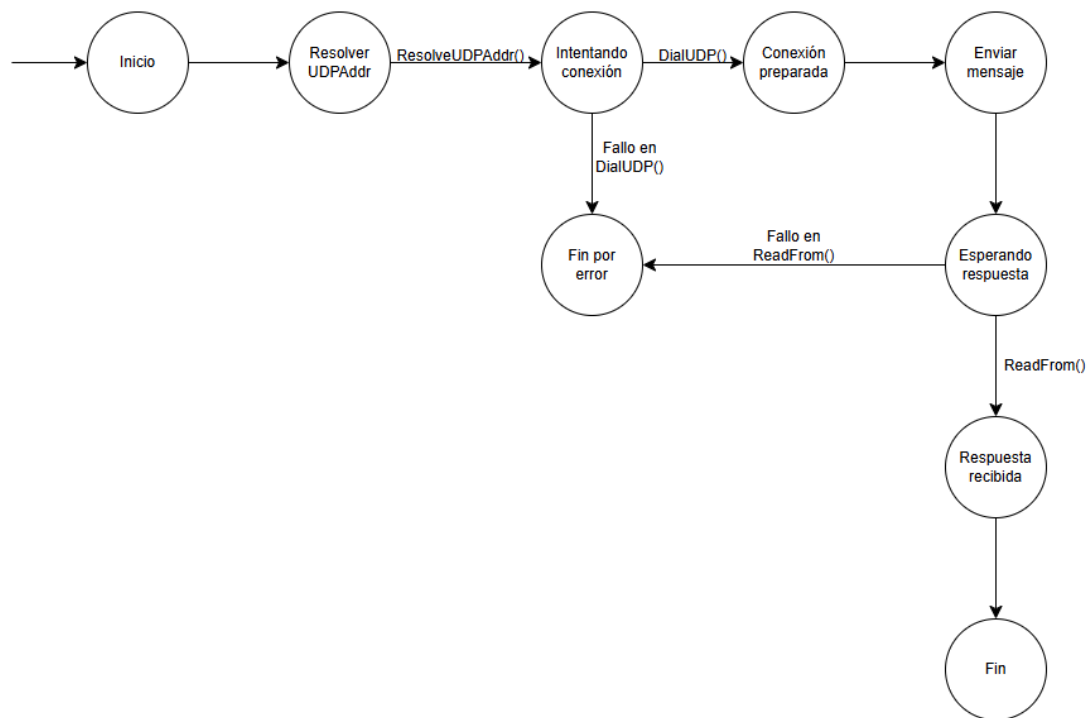 Inicio
Resolver
UDPAddr
ResolveUDPAddr()
Intentando
conexión
DialUDP()
Conexión
preparada
Enviar
mensaje
Fallo en
DialUDP()
Fin por
error
Fallo en
ReadFrom()
Esperando
respuesta
ReadFrom()
Respuesta
recibida
Fin